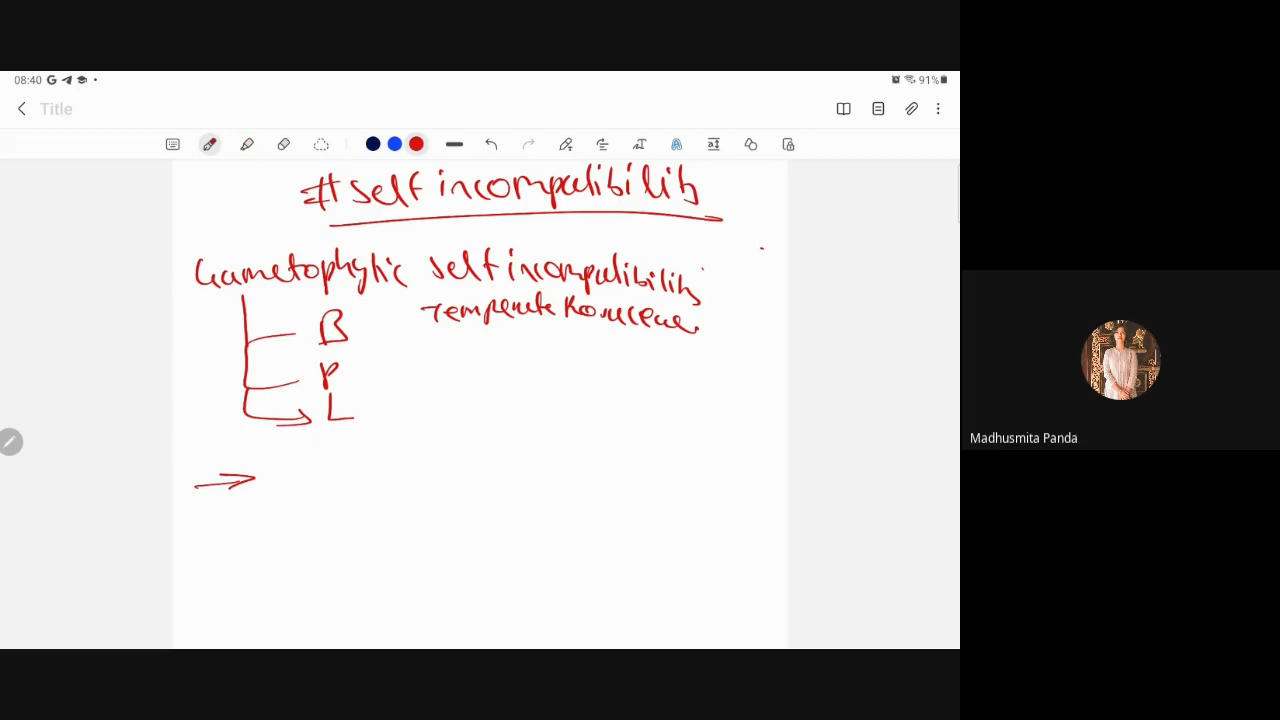 08:40
91%
Title
# Self incompatibility
Gametophytic self incompatibility
Temperate Rosaceae
B
P
L
Madhusmita Panda